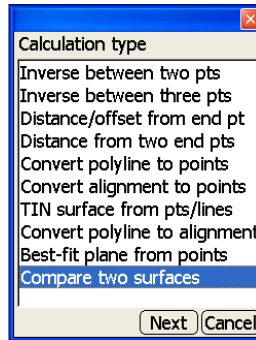 Calculation type
Inverse between two pts
Inverse between three pts
Distance/offset from end pt
Distance from two end pts
Convert polyline to points
Convert alignment to points
TIN surface from pts/lines
Convert polyline to alignment
Best-fit plane from points
Compare two surfaces
Next Cancel